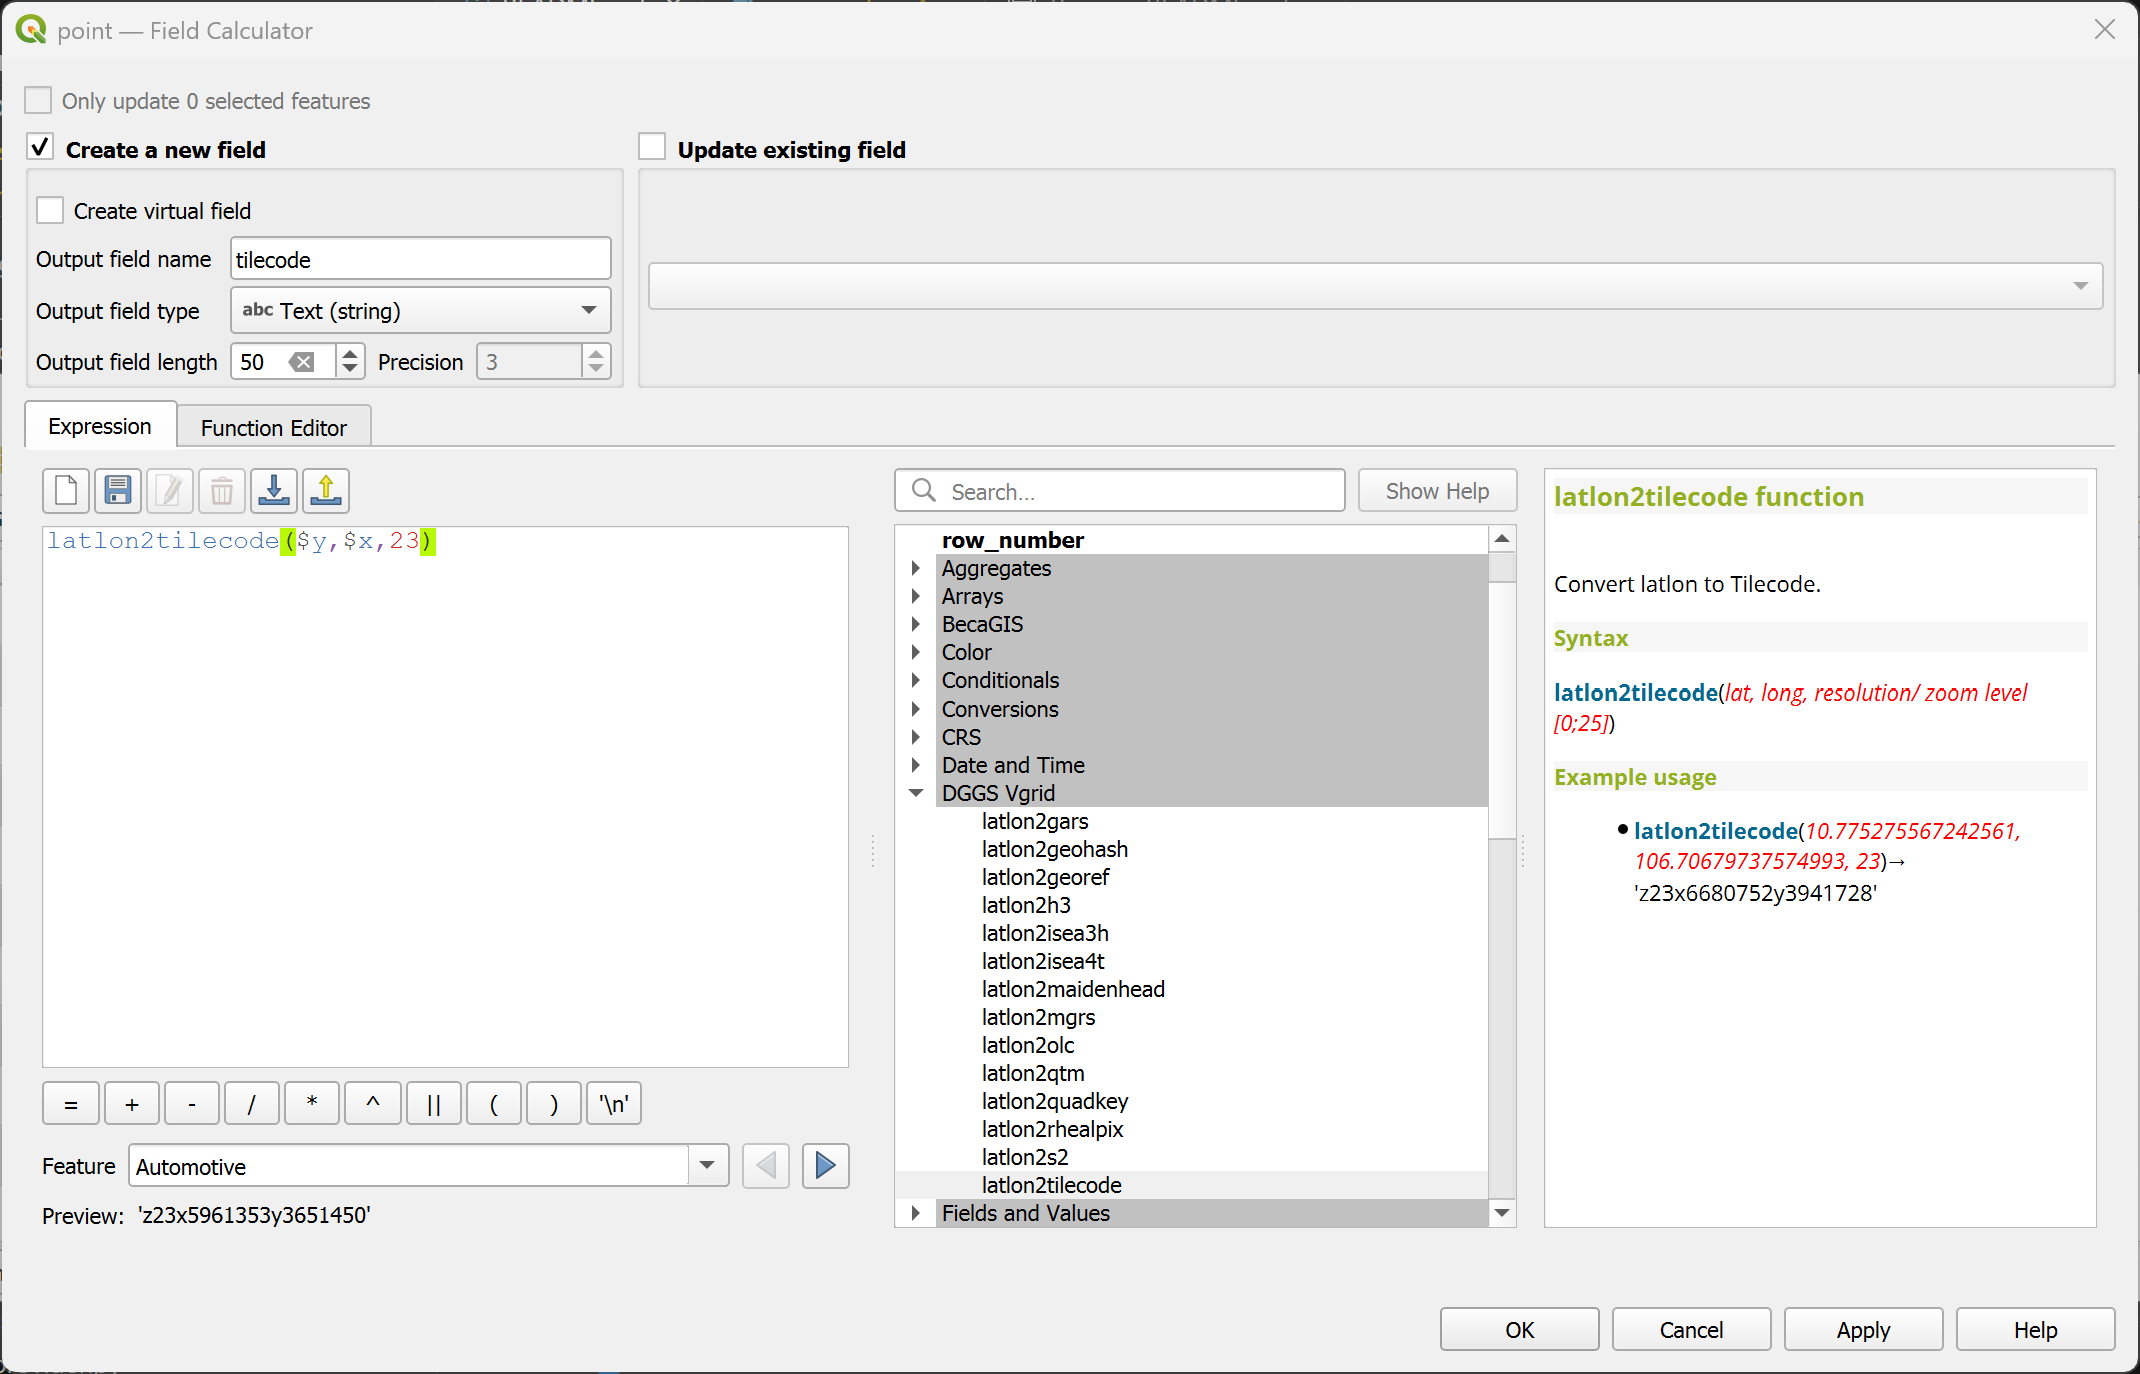 point — Field Calculator
Only update 0 selected features
Create a new field
Update existing field
Create virtual field
Output field name tilecode
Output field type abc Text (string)
Output field length 50 Precision 3
Expression Function Editor
Search... Show Help
latlon2tilecode($y,$x,23)
row_number
Aggregates
Arrays
BecaGIS
Color
Conditionals
Conversions
CRS
Date and Time
DGGS Vgrid
latlon2gars
latlon2geohash
latlon2georef
latlon2h3
latlon2isea3h
latlon2isea4t
latlon2maidenhead
latlon2mgrs
latlon2olc
latlon2qtm
latlon2quadkey
latlon2rhealpix
latlon2s2
latlon2tilecode
Fields and Values
latlon2tilecode function
Convert latlon to Tilecode.
Syntax
latlon2tilecode(lat, long, resolution/ zoom level
[0;25])
Example usage
latlon2tilecode(10.775275567242561,
106.70679737574993, 23)→
'z23x6680752y3941728'
= + - / * ^ || ( ) '\n'
Feature Automotive
Preview: 'z23x5961353y3651450'
OK Cancel Apply Help